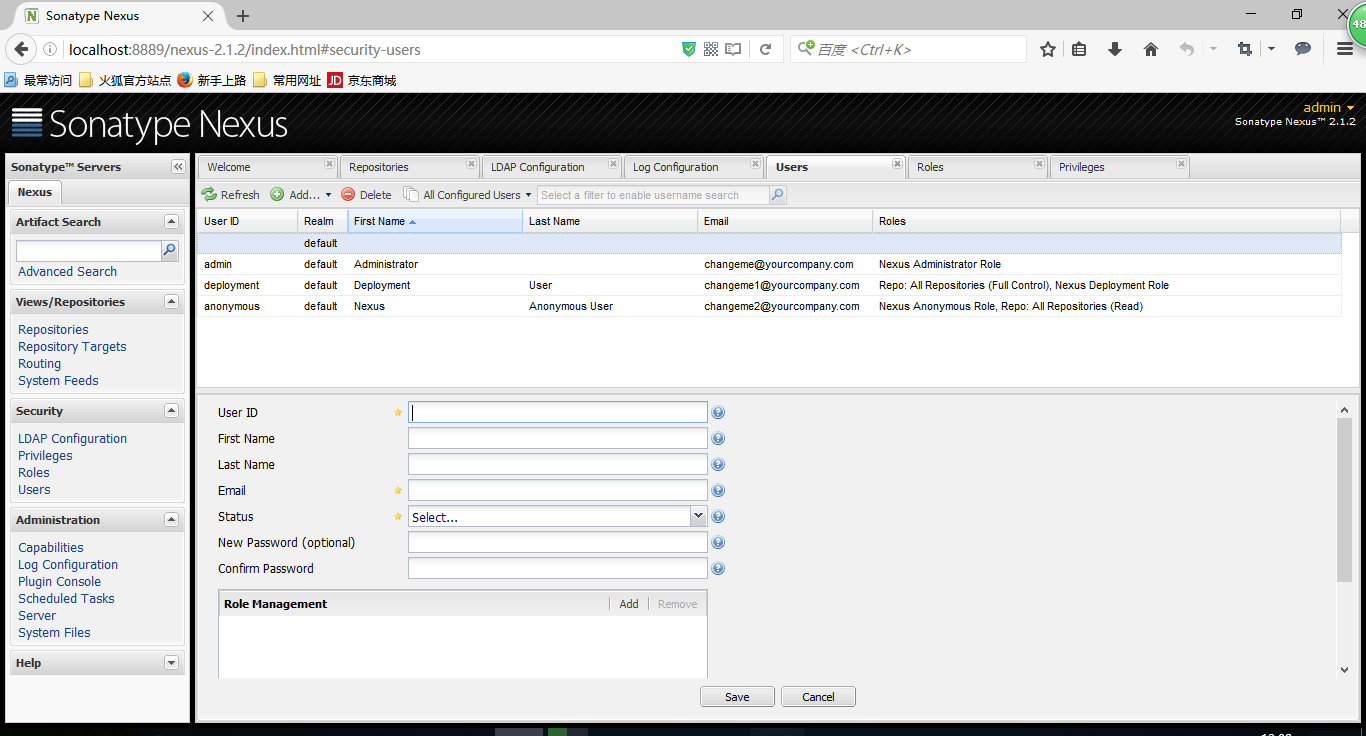 Sonatype Nexus
48
localhost:8889/nexus-2.1.2/index.html#security-users
百度 <Ctrl+K>
最常访问 火狐官方站点 新手上路 常用网址 JD 京东商城
Sonatype Nexus
admin
Sonatype Nexus™ 2.1.2
Sonatype™ Servers
Nexus
Artifact Search
Advanced Search
Views/Repositories
Repositories
Repository Targets
Routing
System Feeds
Security
LDAP Configuration
Privileges
Roles
Users
Administration
Capabilities
Log Configuration
Plugin Console
Scheduled Tasks
Server
System Files
Help
Welcome Repositories LDAP Configuration Log Configuration Users Roles Privileges
Refresh Add... Delete All Configured Users Select a filter to enable username search
User ID Realm First Name Last Name Email Roles
default
admin default Administrator changeme@yourcompany.com Nexus Administrator Role
deployment default Deployment User changeme1@yourcompany.com Repo: All Repositories (Full Control), Nexus Deployment Role
anonymous default Nexus Anonymous User changeme2@yourcompany.com Nexus Anonymous Role, Repo: All Repositories (Read)
User ID
First Name
Last Name
Email
Status Select...
New Password (optional)
Confirm Password
Role Management Add Remove
Save Cancel